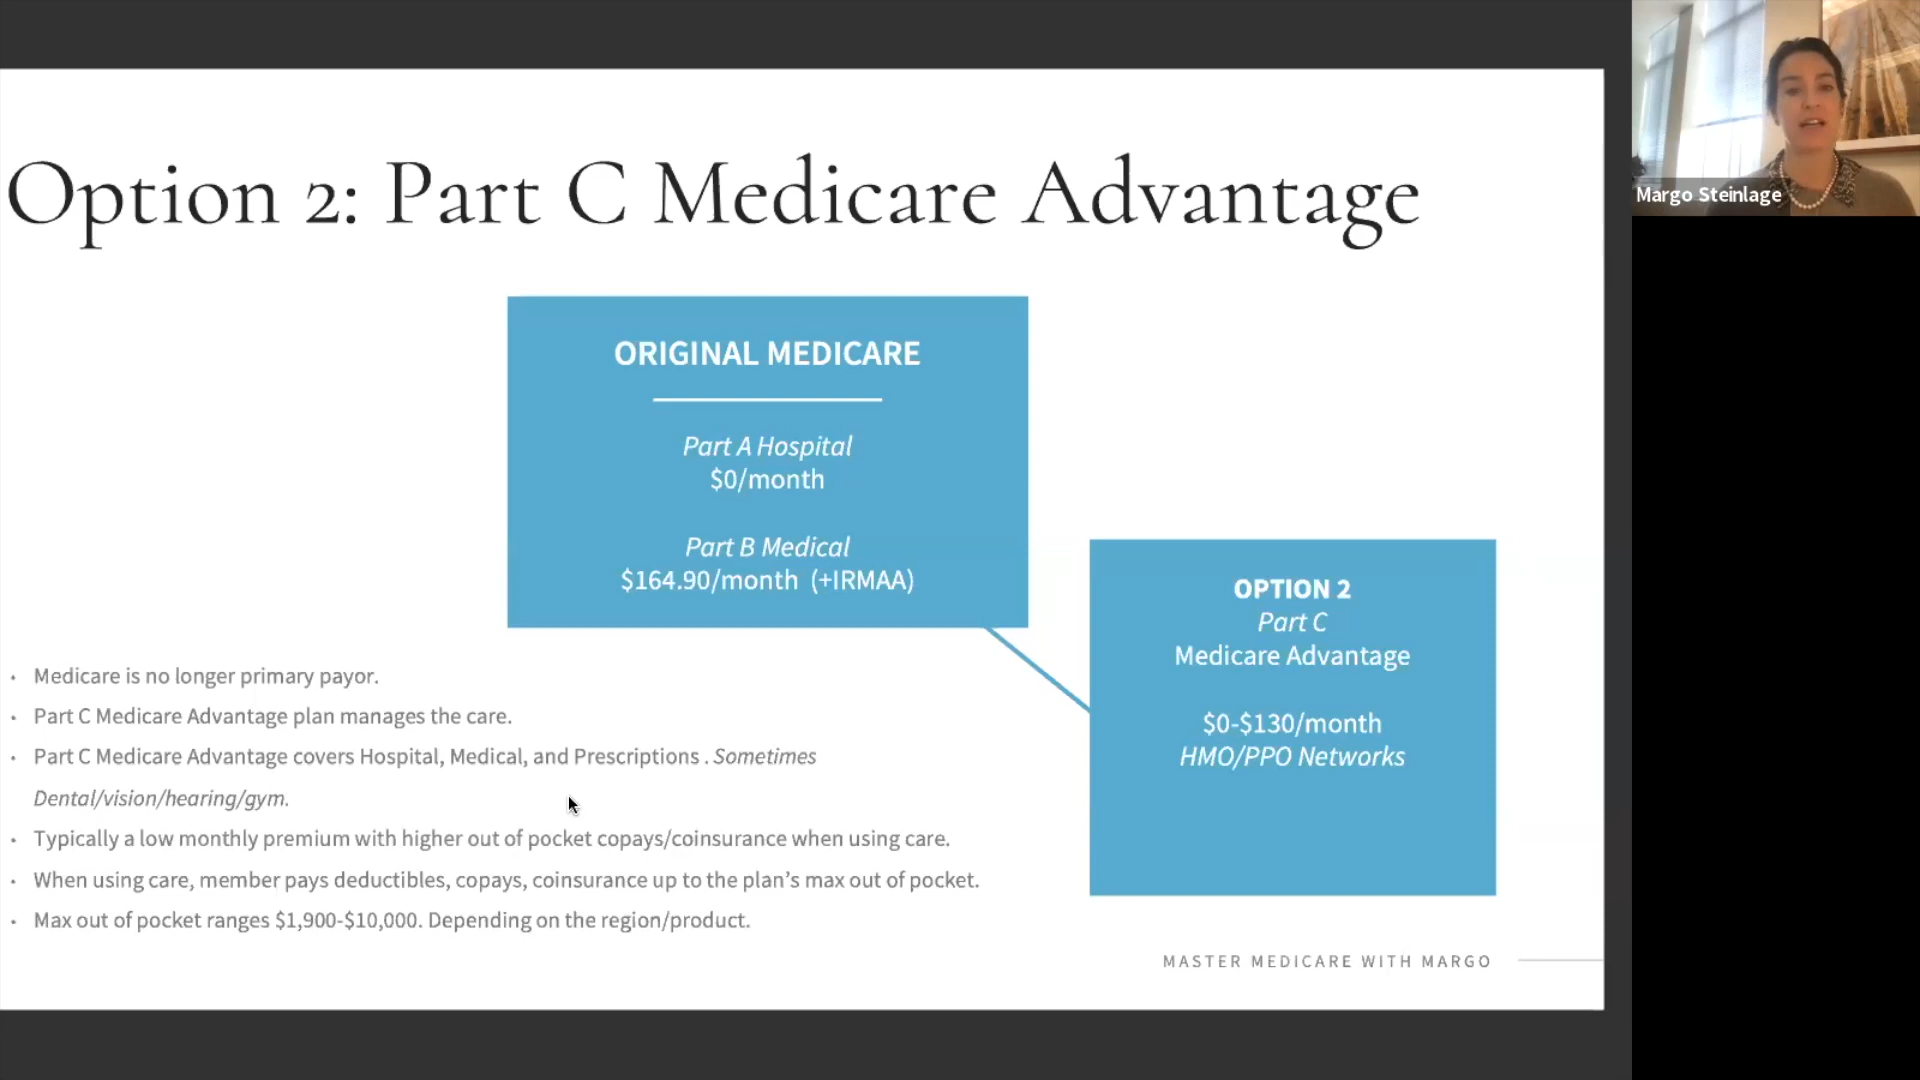 Option 2: Part C Medicare Advantage
Margo Steinlage
ORIGINAL MEDICARE
Part A Hospital
$0/month
Part B Medical
$164.90/month (+IRMAA)
OPTION 2
Part C
Medicare Advantage
$0-$130/month
HMO/PPO Networks
• Medicare is no longer primary payor.
• Part C Medicare Advantage plan manages the care.
• Part C Medicare Advantage covers Hospital, Medical, and Prescriptions . Sometimes
Dental/vision/hearing/gym.
• Typically a low monthly premium with higher out of pocket copays/coinsurance when using care.
• When using care, member pays deductibles, copays, coinsurance up to the plan’s max out of pocket.
• Max out of pocket ranges $1,900-$10,000. Depending on the region/product.
MASTER MEDICARE WITH MARGO